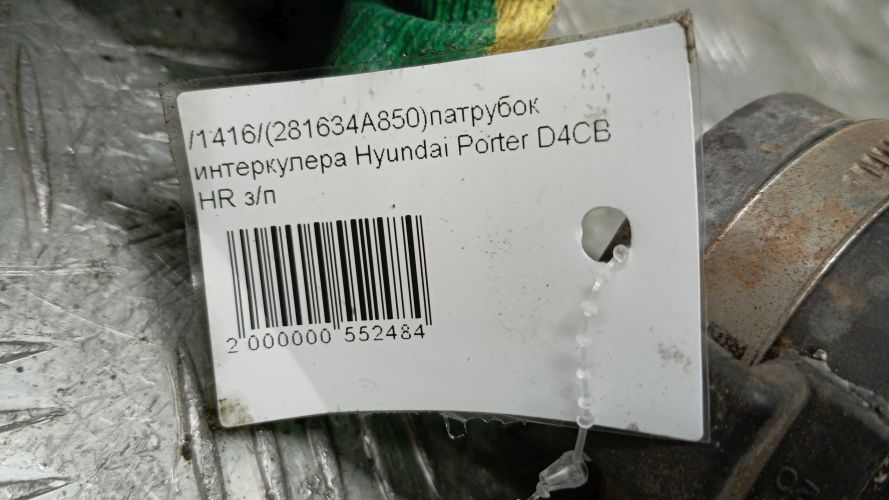 /1416/(281634A850)патрубок
интеркулера Hyundai Porter D4CB
HR з/п
2 000000 552484